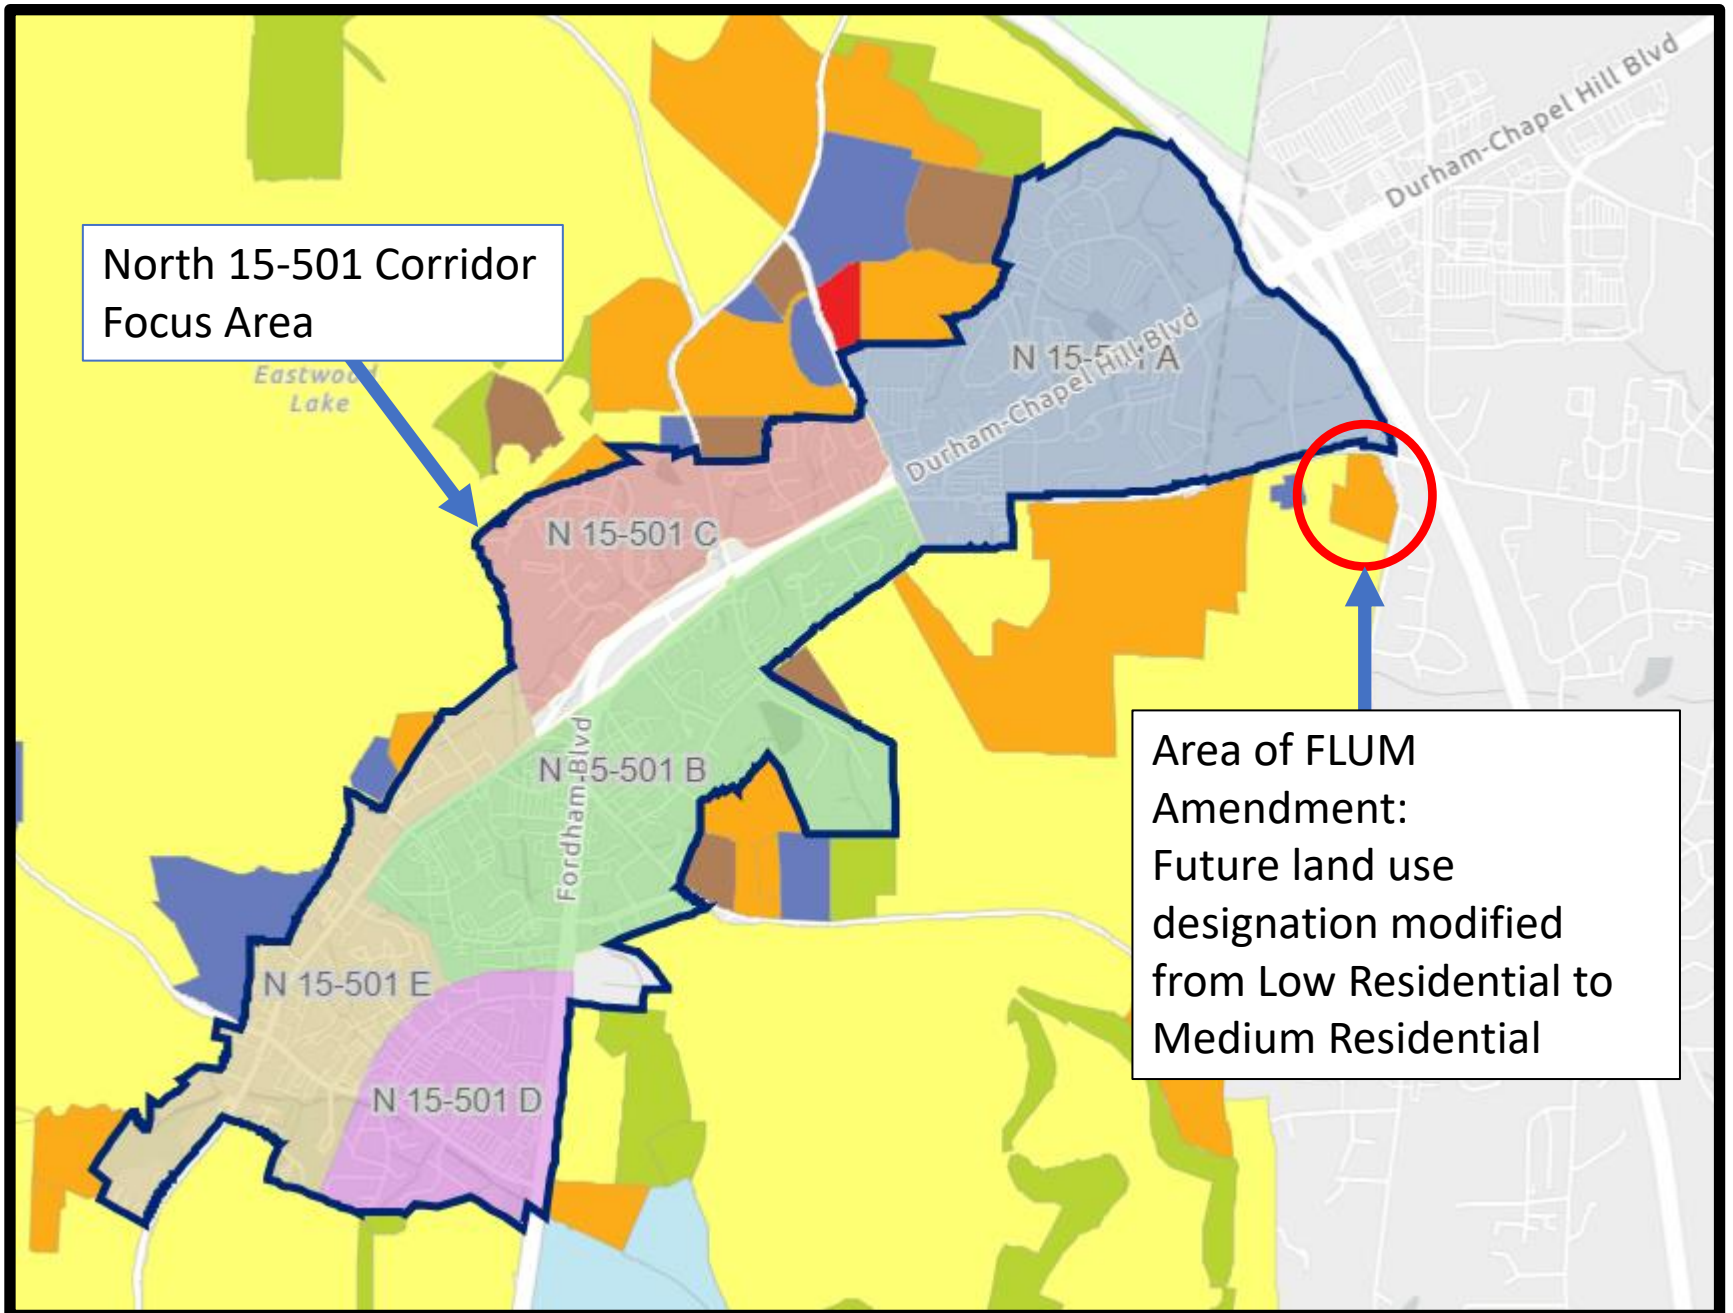 Durham-Chapel Hill Blvd
North 15-501 Corridor
Focus Area
Eastwood
Lake
N 15-501 A
Durham-Chapel Hill Blvd
N 15-501 C
Fordham Blvd
N 15-501 B
Area of FLUM
Amendment:
Future land use
designation modified
from Low Residential to
Medium Residential
N 15-501 E
N 15-501 D